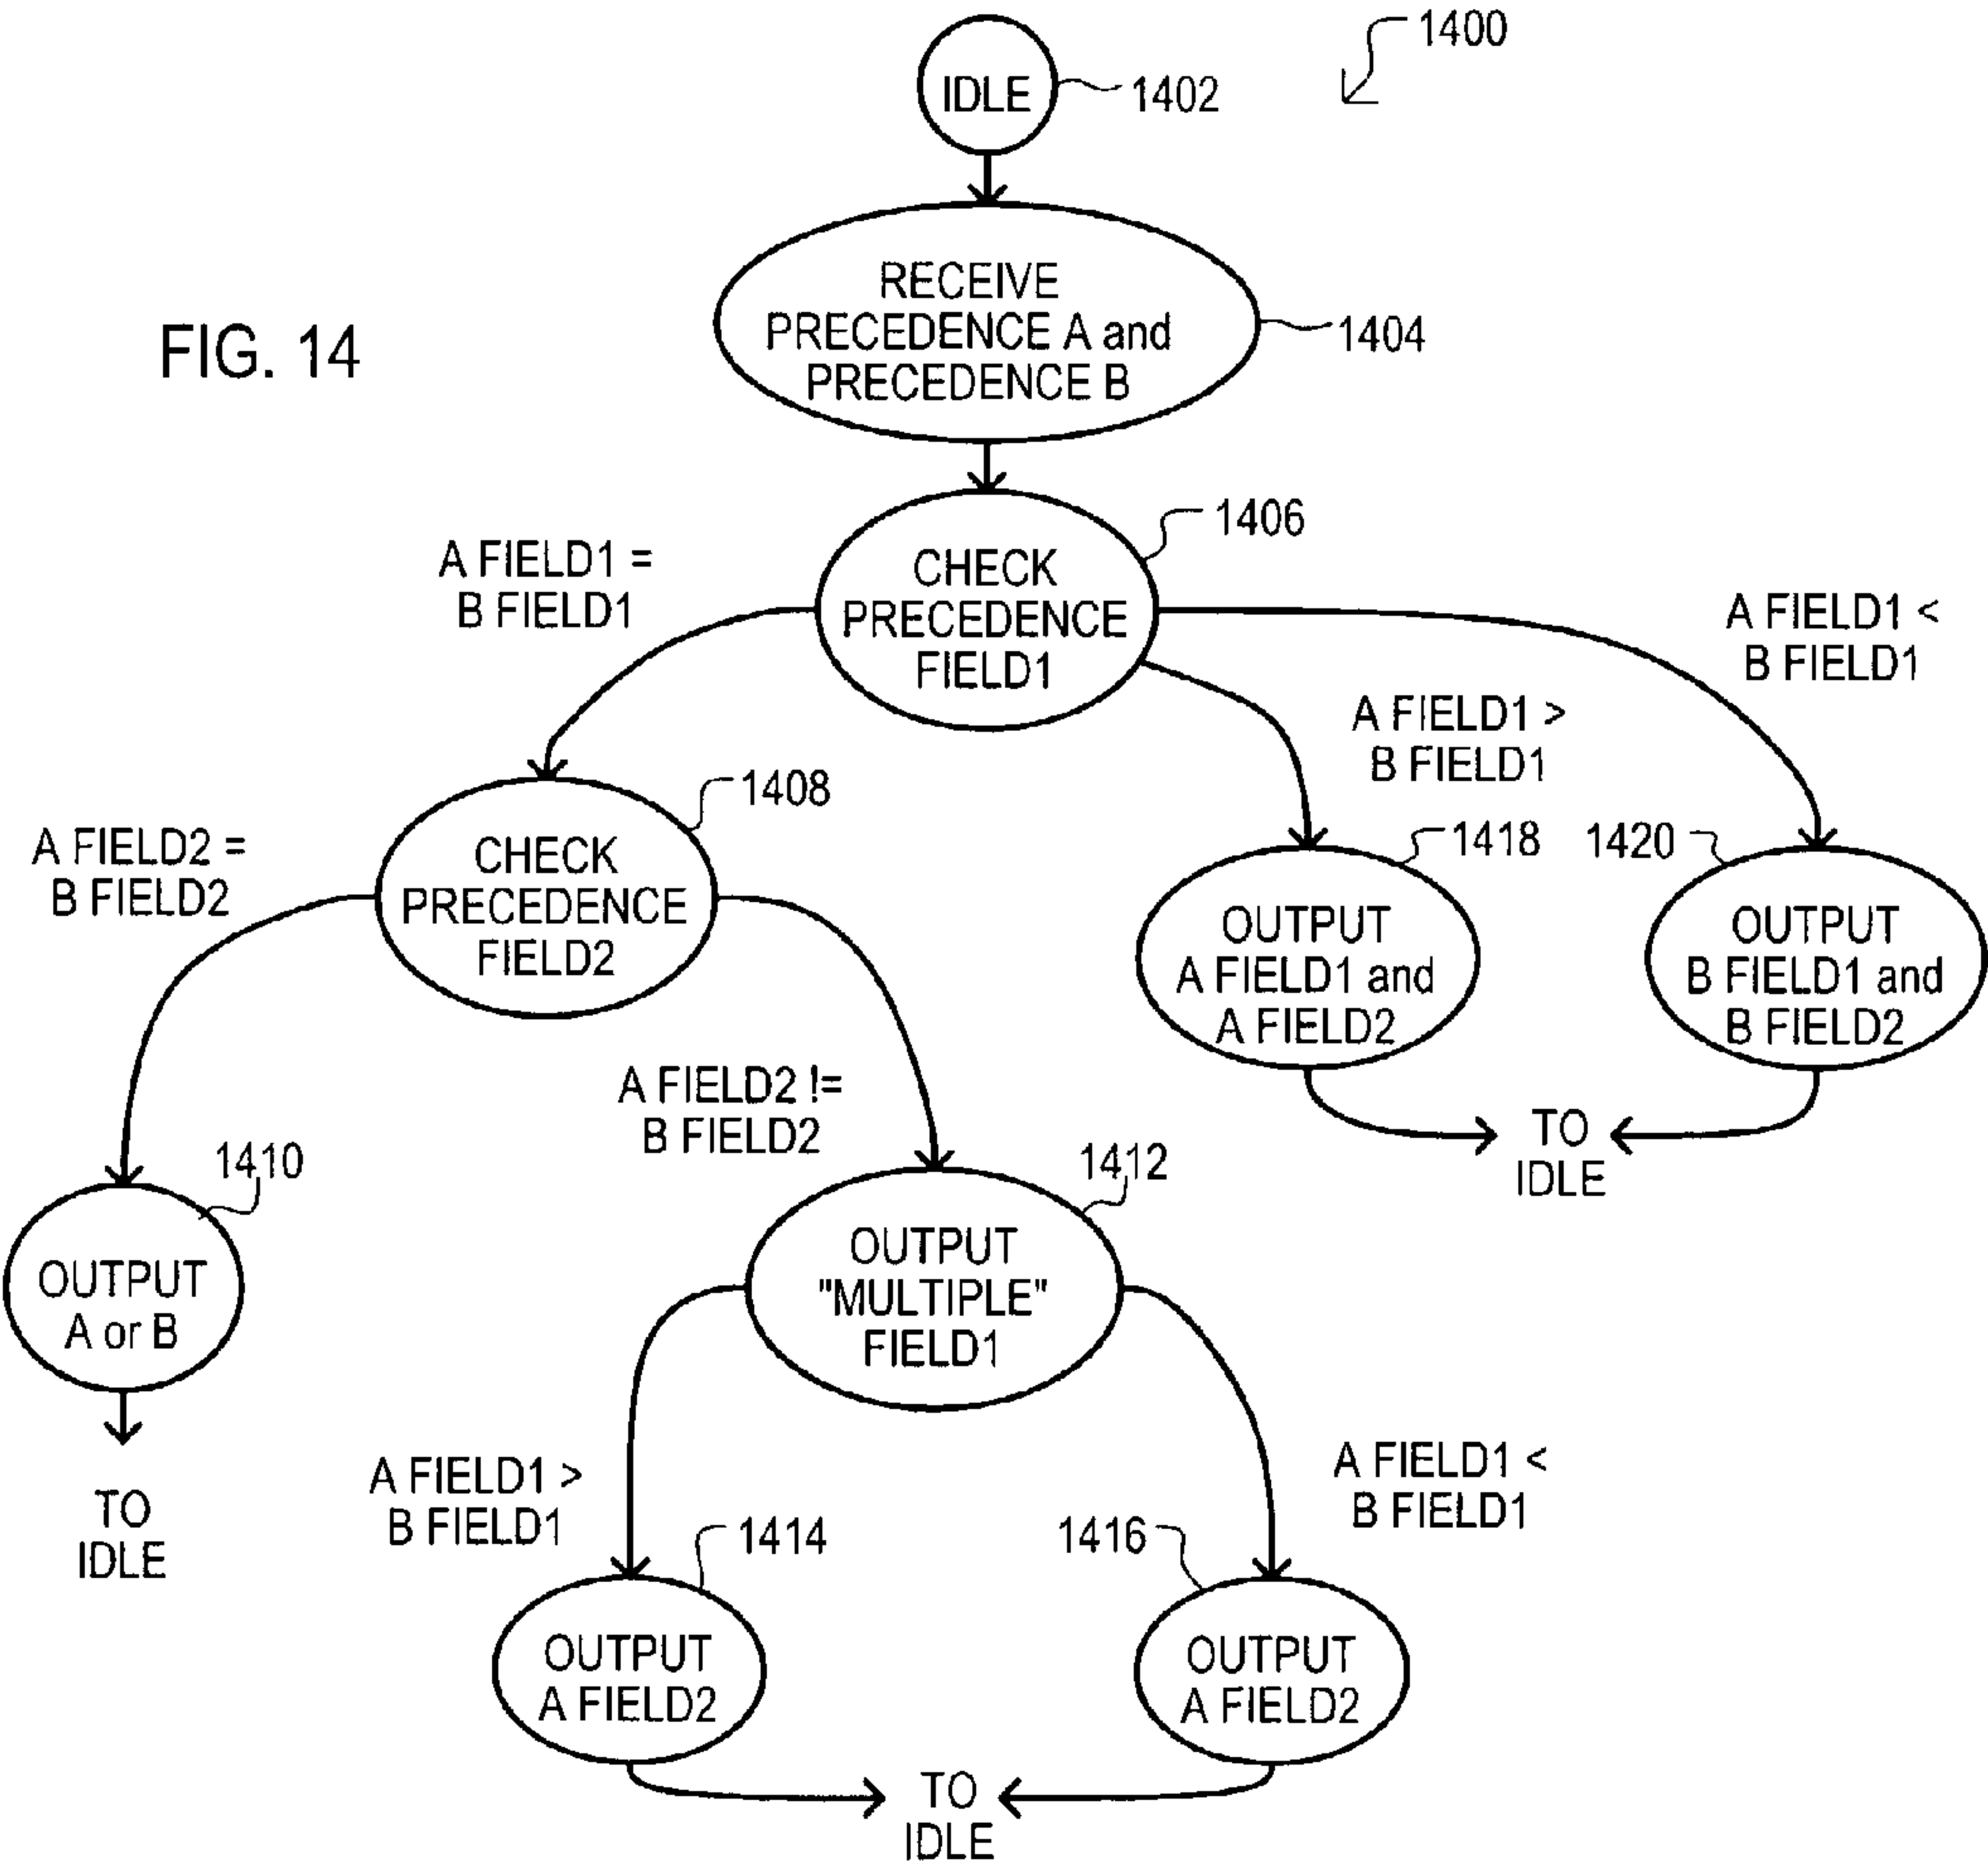 1400
IDLE
1402
RECEIVE
PRECEDENCE A and
PRECEDENCE B
1404
FIG. 14
CHECK
PRECEDENCE
FIELD1
1406
A FIELD1 =
B FIELD1
A FIELD1 <
B FIELD1
A FIELD1 >
B FIELD1
CHECK
PRECEDENCE
FIELD2
1408
1418
1420
A FIELD2 =
B FIELD2
OUTPUT
A FIELD1 and
A FIELD2
OUTPUT
B FIELD1 and
B FIELD2
A FIELD2 !=
B FIELD2
TO
IDLE
1410
1412
OUTPUT
A or B
OUTPUT
"MULTIPLE"
FIELD1
TO
IDLE
A FIELD1 >
B FIELD1
A FIELD1 <
B FIELD1
1414
1416
OUTPUT
A FIELD2
OUTPUT
A FIELD2
TO
IDLE